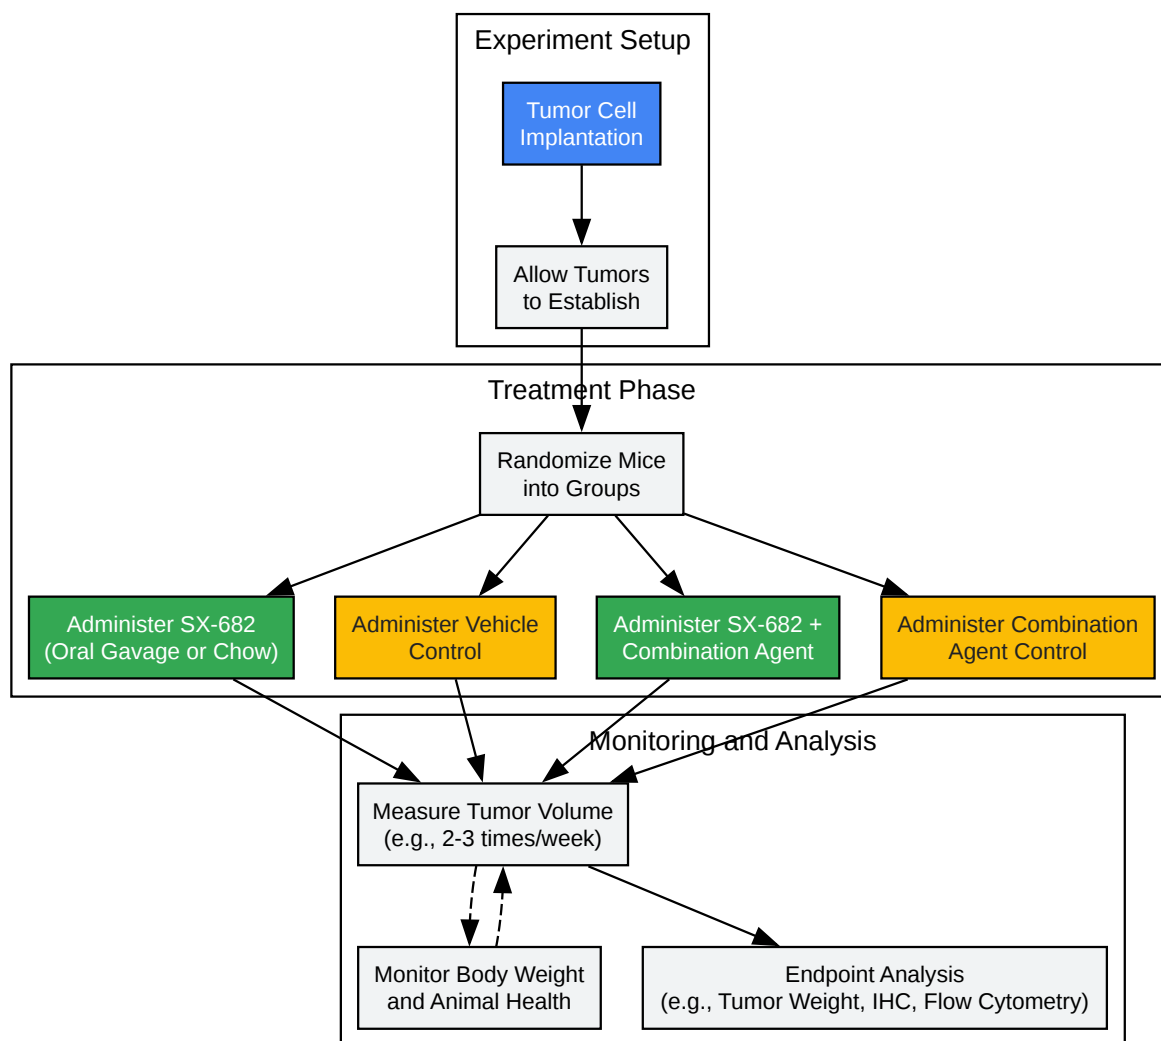 Experiment Setup
Tumor Cell
Implantation
Allow Tumors
to Establish
Treatment Phase
Randomize Mice
into Groups
Administer SX-682
(Oral Gavage or Chow)
Administer Vehicle
Control
Administer SX-682 +
Combination Agent
Administer Combination
Agent Control
Monitoring and Analysis
Measure Tumor Volume
(e.g., 2-3 times/week)
Monitor Body Weight
and Animal Health
Endpoint Analysis
(e.g., Tumor Weight, IHC, Flow Cytometry)